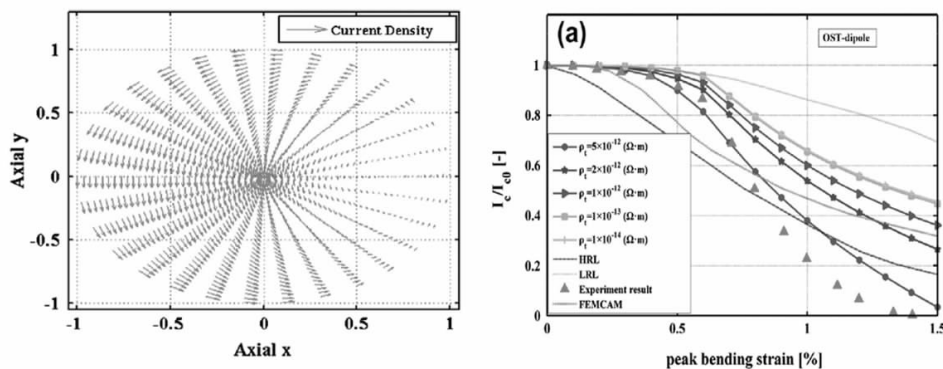 Current Density
Axial y
1
0.5
0
-0.5
-1
-1
-0.5
0
0.5
1
Axial x
(a)
OST-dipole
I_c/I_c0 [-]
1
0.8
0.6
0.4
0.2
0
ρ_t=5×10⁻¹² (Ω·m)
ρ_t=2×10⁻¹² (Ω·m)
ρ_t=1×10⁻¹² (Ω·m)
ρ_t=1×10⁻¹³ (Ω·m)
ρ_t=1×10⁻¹⁴ (Ω·m)
HRL
LRL
Experiment result
FEMCAM
0
0.5
1
1.5
peak bending strain [%]